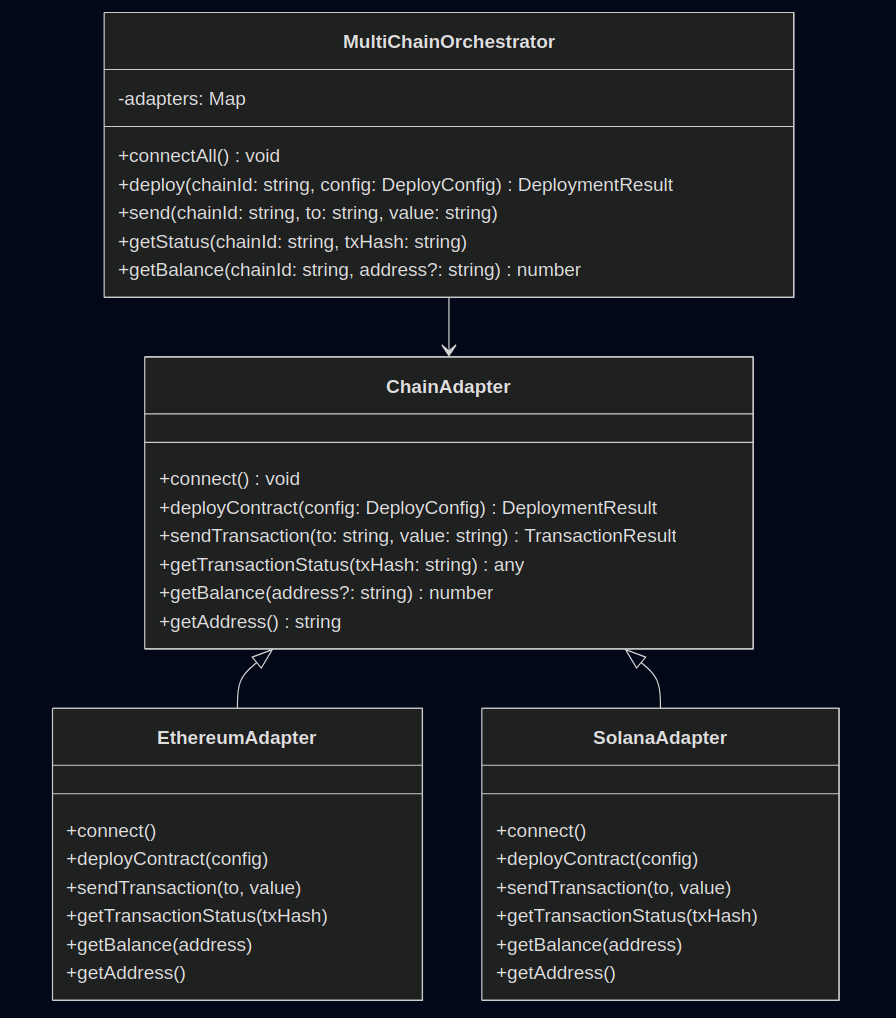 MultiChainOrchestrator
-adapters: Map
+connectAll() : void
+deploy(chainId: string, config: DeployConfig) : DeploymentResult
+send(chainId: string, to: string, value: string)
+getStatus(chainId: string, txHash: string)
+getBalance(chainId: string, address?: string) : number
ChainAdapter
+connect() : void
+deployContract(config: DeployConfig) : DeploymentResult
+sendTransaction(to: string, value: string) : TransactionResult
+getTransactionStatus(txHash: string) : any
+getBalance(address?: string) : number
+getAddress() : string
EthereumAdapter
+connect()
+deployContract(config)
+sendTransaction(to, value)
+getTransactionStatus(txHash)
+getBalance(address)
+getAddress()
SolanaAdapter
+connect()
+deployContract(config)
+sendTransaction(to, value)
+getTransactionStatus(txHash)
+getBalance(address)
+getAddress()